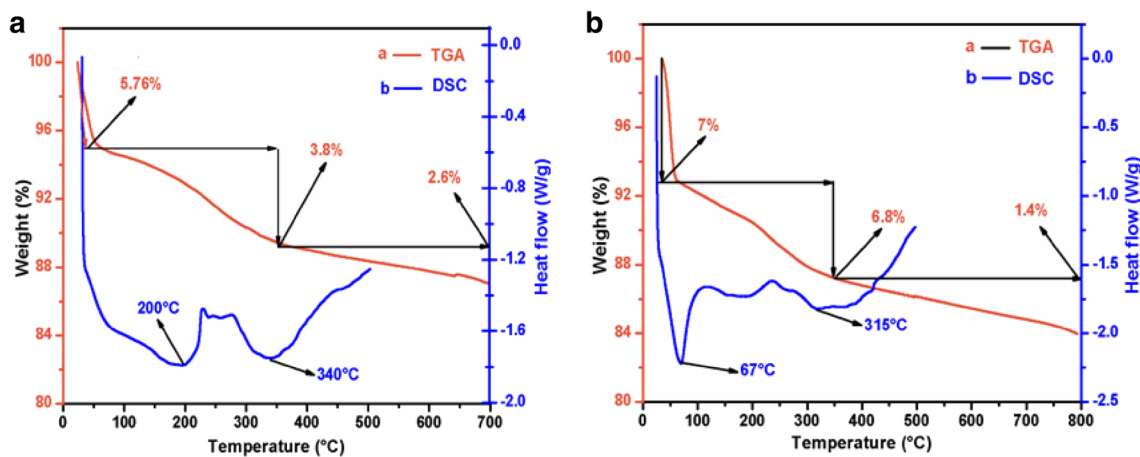 a
a TGA
b DSC
5.76%
3.8%
2.6%
200°C
340°C
100
96
92
88
84
80
0.0
-0.4
-0.8
-1.2
-1.6
-2.0
0 100 200 300 400 500 600 700
Weight (%)
Heat flow (W/g)
Temperature (°C)
b
a TGA
b DSC
7%
6.8%
1.4%
315°C
67°C
100
96
92
88
84
80
0.0
-0.5
-1.0
-1.5
-2.0
-2.5
0 100 200 300 400 500 600 700 800
Weight (%)
Heat flow (W/g)
Temperature (°C)